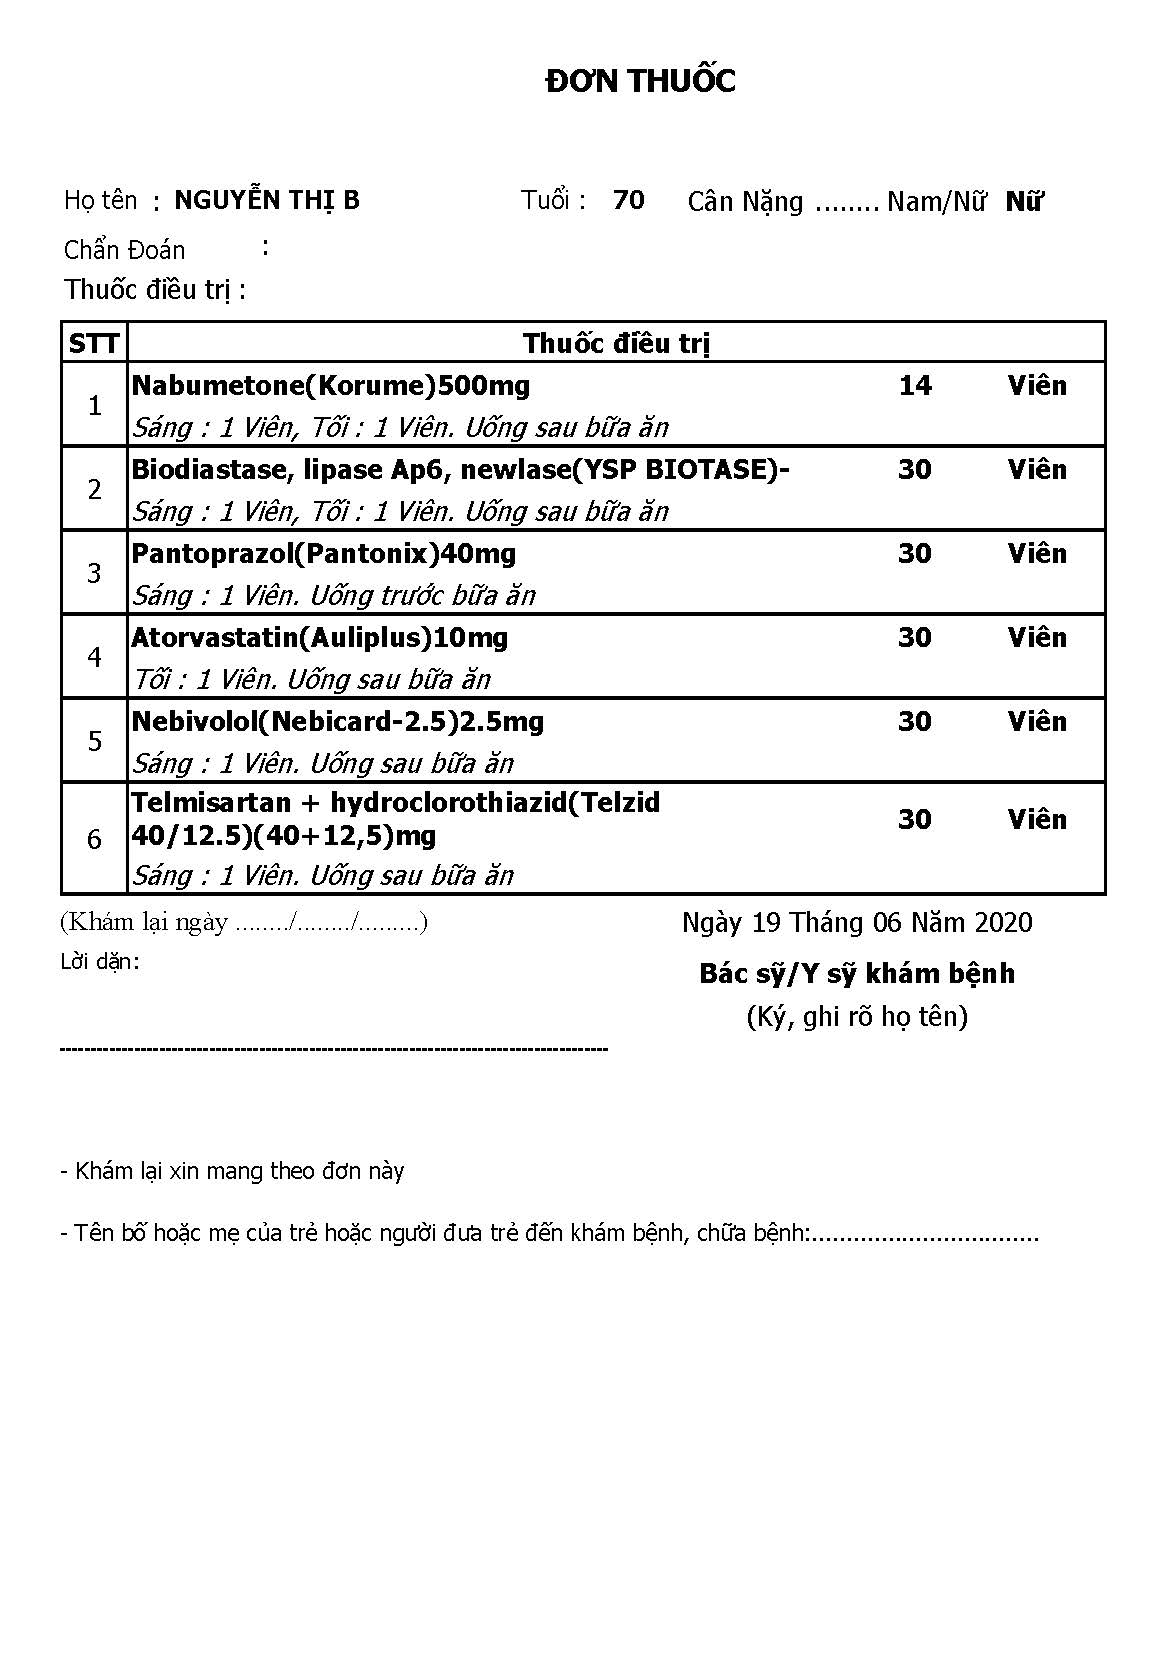 ĐƠN THUỐC
Họ tên : NGUYỄN THỊ B Tuổi : 70 Cân Nặng ........ Nam/Nữ Nữ
Chẩn Đoán :
Thuốc điều trị :
STT Thuốc điều trị
1 Nabumetone(Korume)500mg 14 Viên
Sáng : 1 Viên, Tối : 1 Viên. Uống sau bữa ăn
2 Biodiastase, lipase Ap6, newlase(YSP BIOTASE)- 30 Viên
Sáng : 1 Viên, Tối : 1 Viên. Uống sau bữa ăn
3 Pantoprazol(Pantonix)40mg 30 Viên
Sáng : 1 Viên. Uống trước bữa ăn
4 Atorvastatin(Auliplus)10mg 30 Viên
Tối : 1 Viên. Uống sau bữa ăn
5 Nebivolol(Nebicard-2.5)2.5mg 30 Viên
Sáng : 1 Viên. Uống sau bữa ăn
6 Telmisartan + hydroclorothiazid(Telzid
40/12.5)(40+12,5)mg 30 Viên
Sáng : 1 Viên. Uống sau bữa ăn
(Khám lại ngày ......../......../.........) Ngày 19 Tháng 06 Năm 2020
Lời dặn:
Bác sỹ/Y sỹ khám bệnh
(Ký, ghi rõ họ tên)
- Khám lại xin mang theo đơn này
- Tên bố hoặc mẹ của trẻ hoặc người đưa trẻ đến khám bệnh, chữa bệnh:.................................